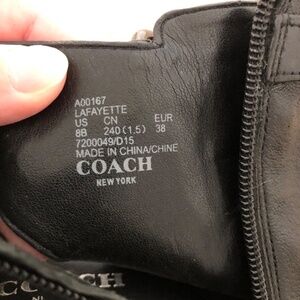 A00167
LAFAYETTE
US CN EUR
8B 240(1.5) 38
7200049/D15
MADE IN CHINA/CHINE
COACH
NEW YORK
COACH